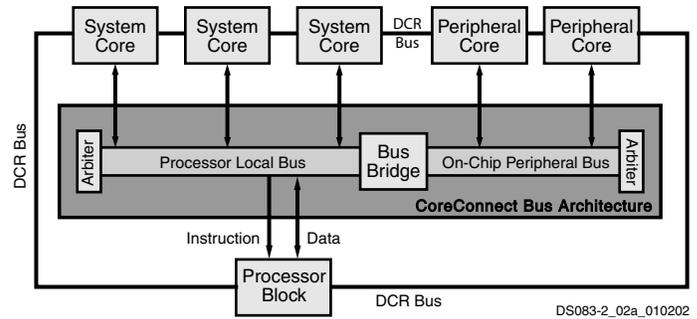 System
Core
System
Core
System
Core
DCR
Bus
Peripheral
Core
Peripheral
Core
DCR Bus
Arbiter
Processor Local Bus
Bus
Bridge
On-Chip Peripheral Bus
Arbiter
CoreConnect Bus Architecture
Instruction
Data
Processor
Block
DCR Bus
DS083-2_02a_010202